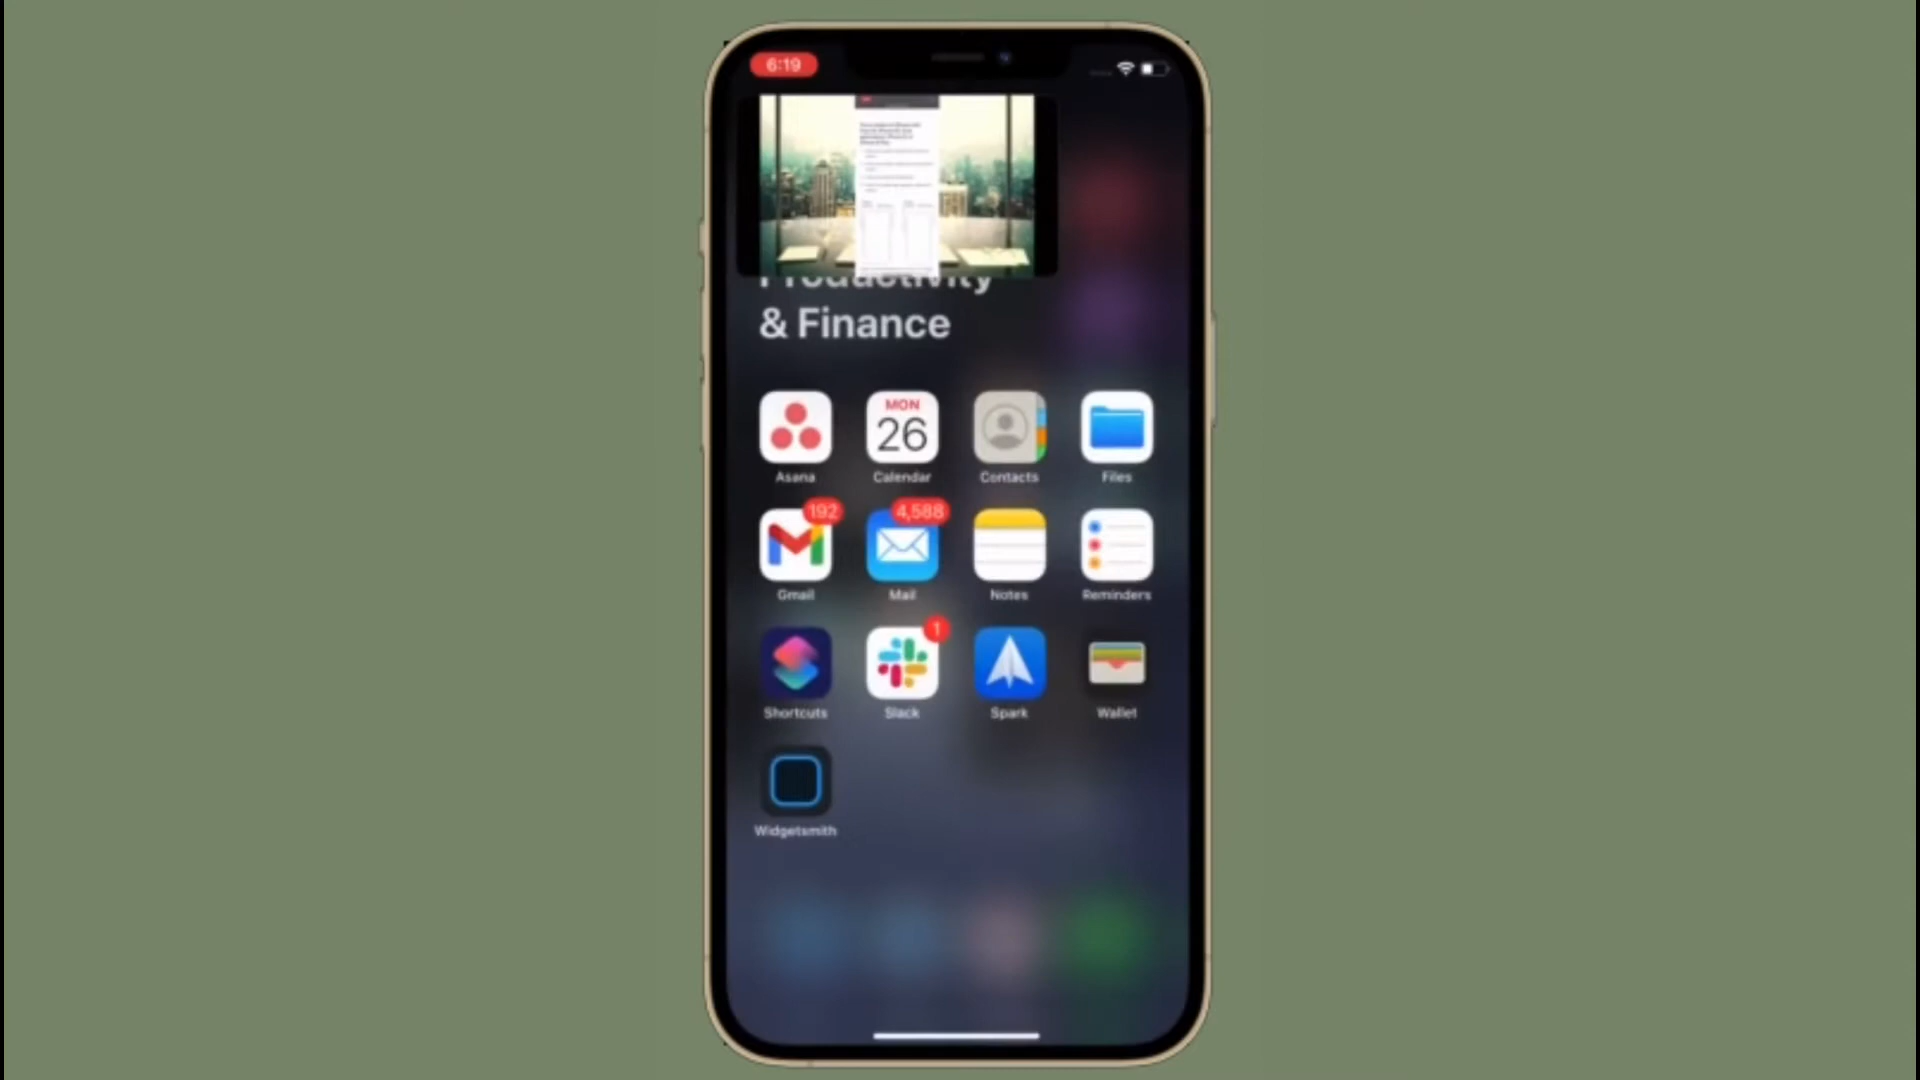 6:19
Productivity
& Finance
MON
26
Asana
Calendar
Contacts
Files
192
4,588
Gmail
Mail
Notes
Reminders
1
Shortcuts
Slack
Spark
Wallet
Widgetsmith